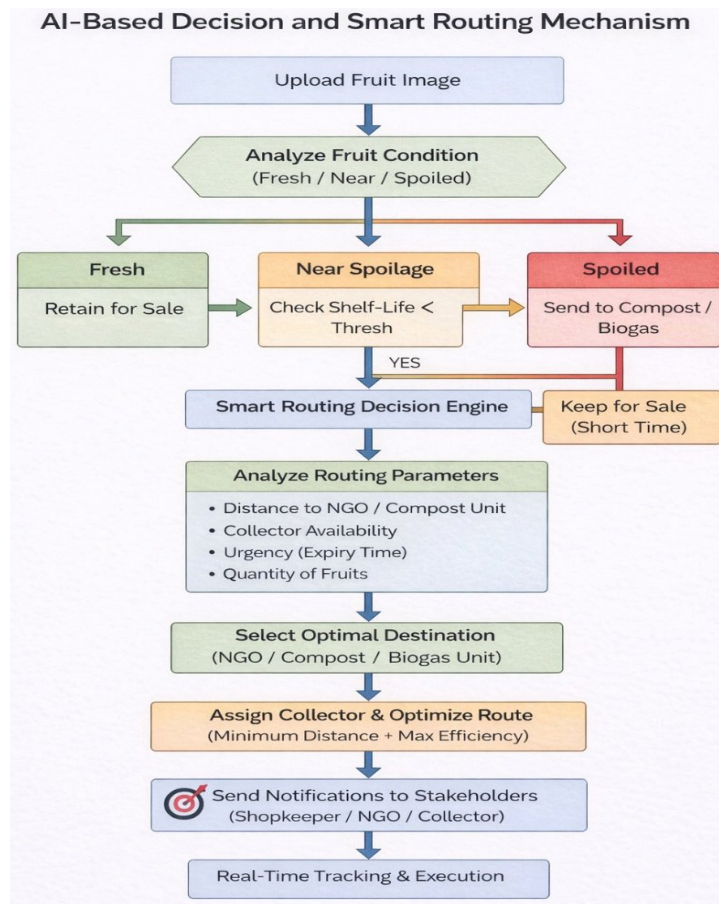 AI-Based Decision and Smart Routing Mechanism
Upload Fruit Image
Analyze Fruit Condition
(Fresh / Near / Spoiled)
Fresh
Retain for Sale
Near Spoilage
Check Shelf-Life <
Thresh
Spoiled
Send to Compost /
Biogas
YES
Smart Routing Decision Engine
Keep for Sale
(Short Time)
Analyze Routing Parameters
• Distance to NGO / Compost Unit
• Collector Availability
• Urgency (Expiry Time)
• Quantity of Fruits
Select Optimal Destination
(NGO / Compost / Biogas Unit)
Assign Collector & Optimize Route
(Minimum Distance + Max Efficiency)
Send Notifications to Stakeholders
(Shopkeeper / NGO / Collector)
Real-Time Tracking & Execution